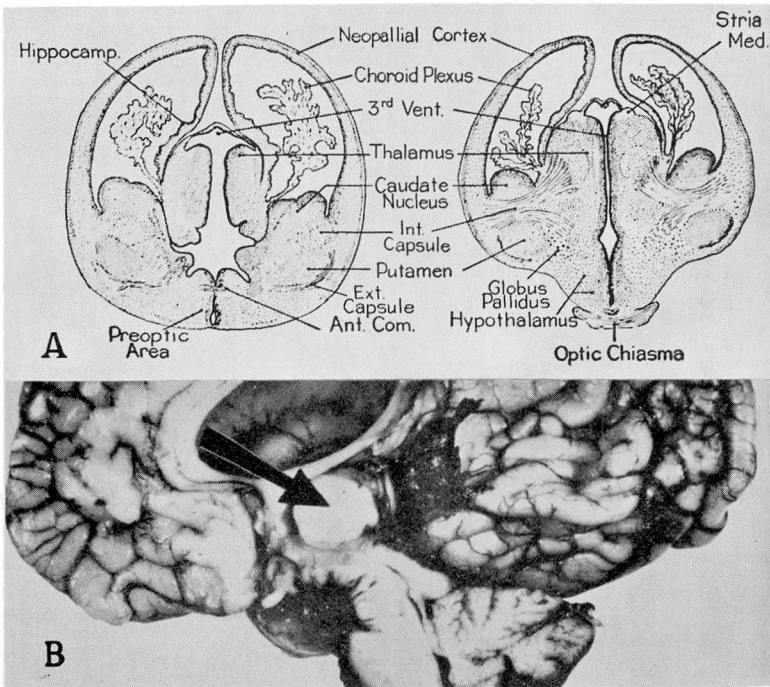 Hippocamp.
Neopallial Cortex
Choroid Plexus
3rd Vent.
Thalamus
Caudate
Nucleus
Int.
Capsule
Putamen
Ext.
Capsule
Ant. Com.
Preoptic
Area
A
Stria
Med.
Globus
Pallidus
Hypothalamus
Optic Chiasma
B